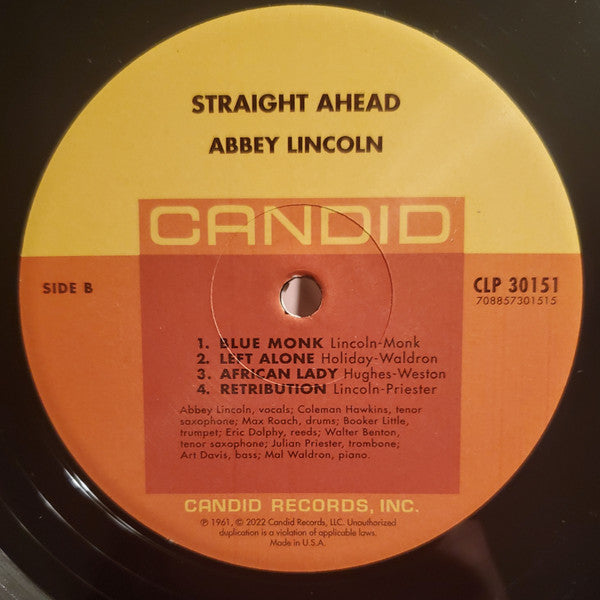 STRAIGHT AHEAD
ABBEY LINCOLN
CANDID
SIDE B
CLP 30151
708857301515
1. BLUE MONK Lincoln-Monk
2. LEFT ALONE Holiday-Waldron
3. AFRICAN LADY Hughes-Weston
4. RETRIBUTION Lincoln-Priester
Abbey Lincoln, vocals; Coleman Hawkins, tenor
saxophone; Max Roach, drums; Booker Little,
trumpet; Eric Dolphy, reeds; Walter Benton,
tenor saxophone; Julian Priester, trombone;
Art Davis, bass; Mal Waldron, piano.
CANDID RECORDS, INC.
℗ 1961, © 2022 Candid Records, LLC. Unauthorized
duplication is a violation of applicable laws.
Made in U.S.A.